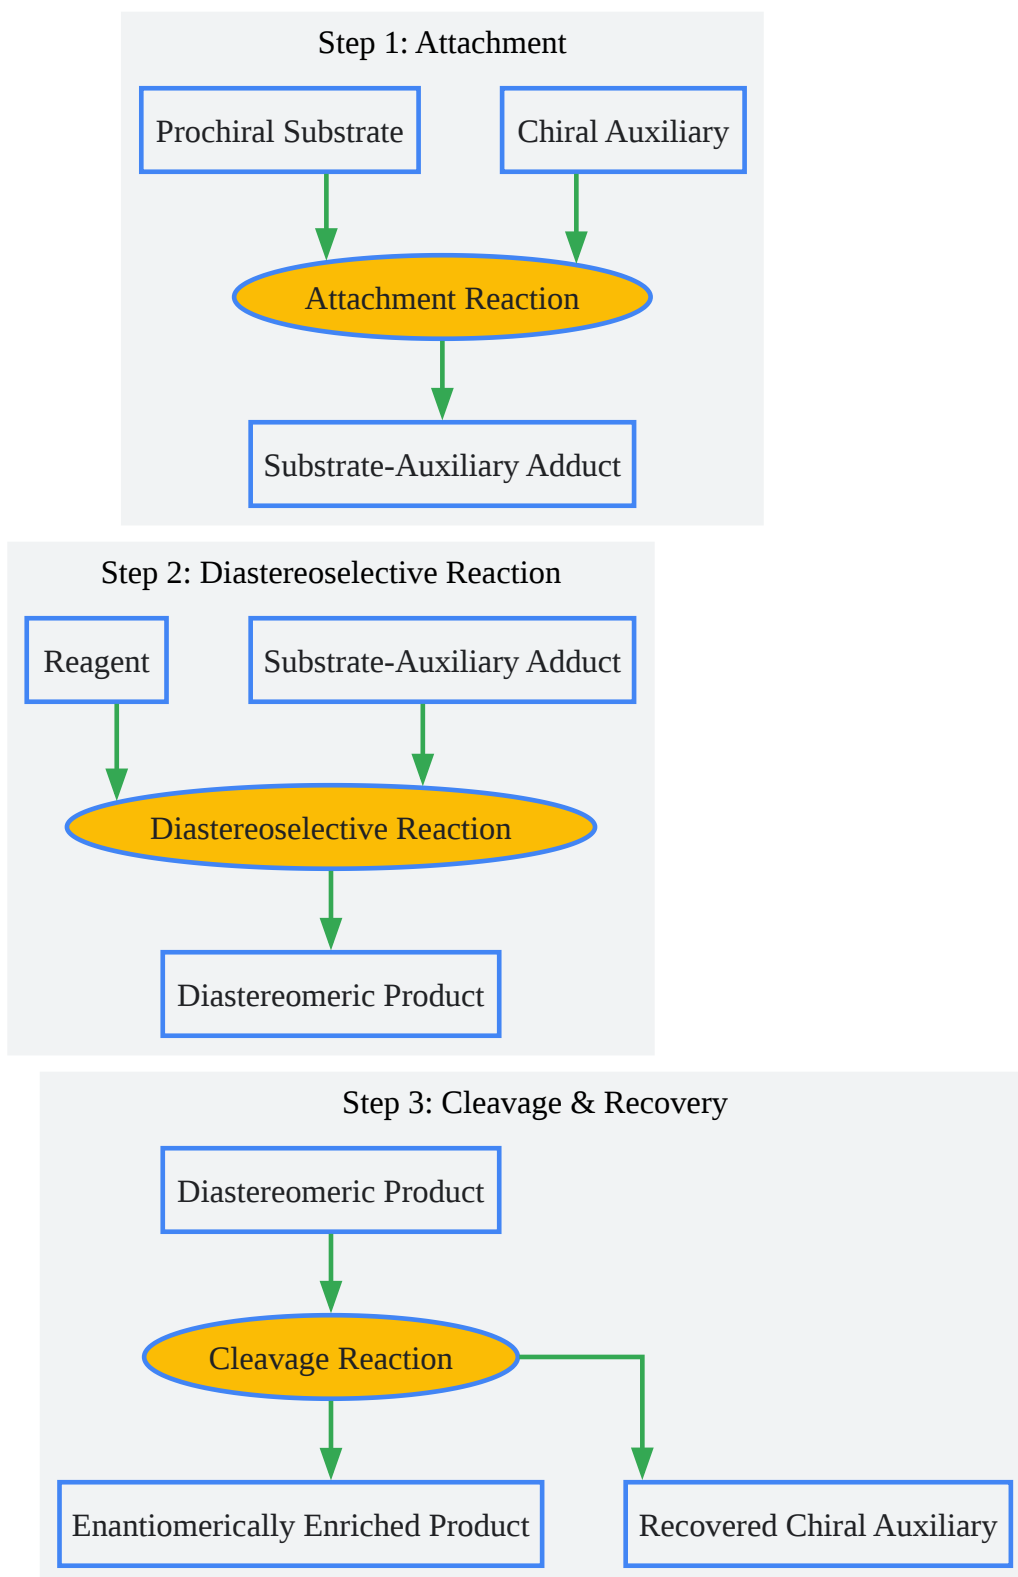 Step 1: Attachment
Prochiral Substrate
Chiral Auxiliary
Attachment Reaction
Substrate-Auxiliary Adduct
Step 2: Diastereoselective Reaction
Reagent
Substrate-Auxiliary Adduct
Diastereoselective Reaction
Diastereomeric Product
Step 3: Cleavage & Recovery
Diastereomeric Product
Cleavage Reaction
Enantiomerically Enriched Product
Recovered Chiral Auxiliary